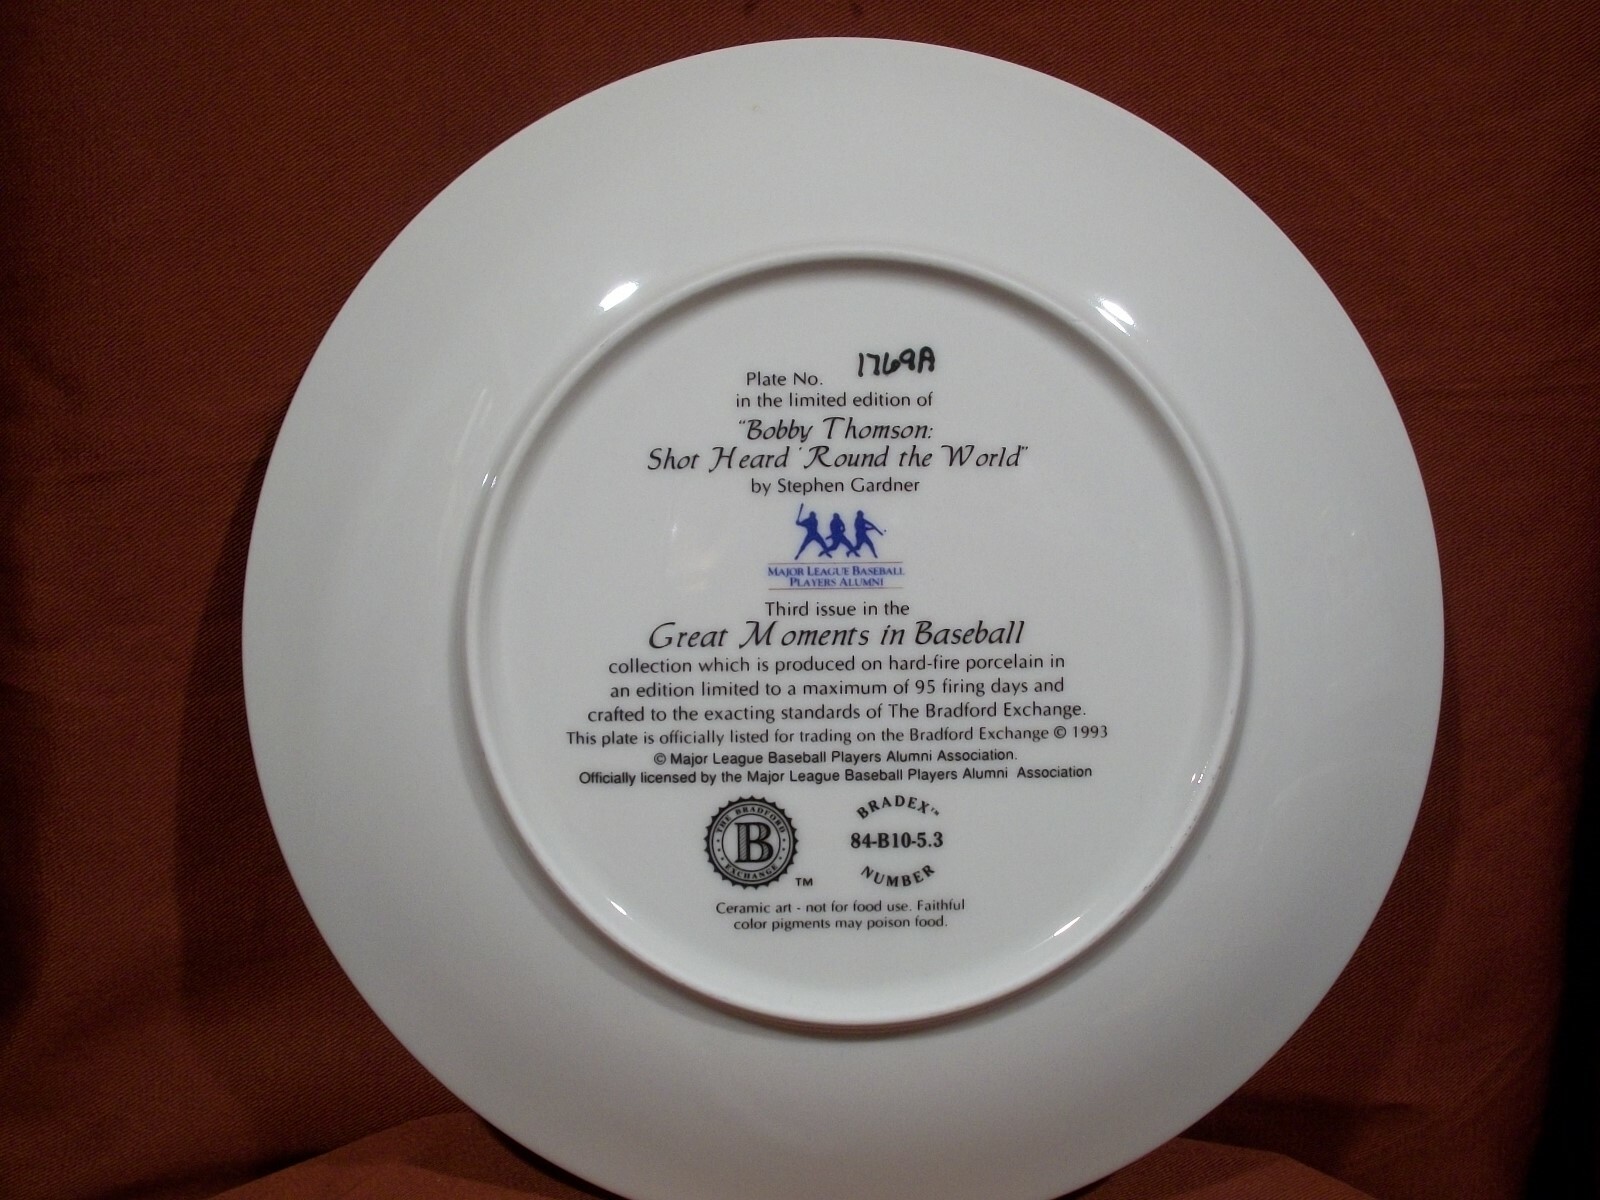 Plate No. 1769A
in the limited edition of
"Bobby Thomson:
Shot Heard 'Round the World"
by Stephen Gardner
MAJOR LEAGUE BASEBALL
PLAYERS ALUMNI
Third issue in the
Great Moments in Baseball
collection which is produced on hard-fire porcelain in
an edition limited to a maximum of 95 firing days and
crafted to the exacting standards of The Bradford Exchange.
This plate is officially listed for trading on the Bradford Exchange © 1993
© Major League Baseball Players Alumni Association.
Officially licensed by the Major League Baseball Players Alumni Association
THE BRADFORD
B
EXCHANGE
TM
BRADEX™
84-B10-5.3
NUMBER
Ceramic art - not for food use. Faithful
color pigments may poison food.